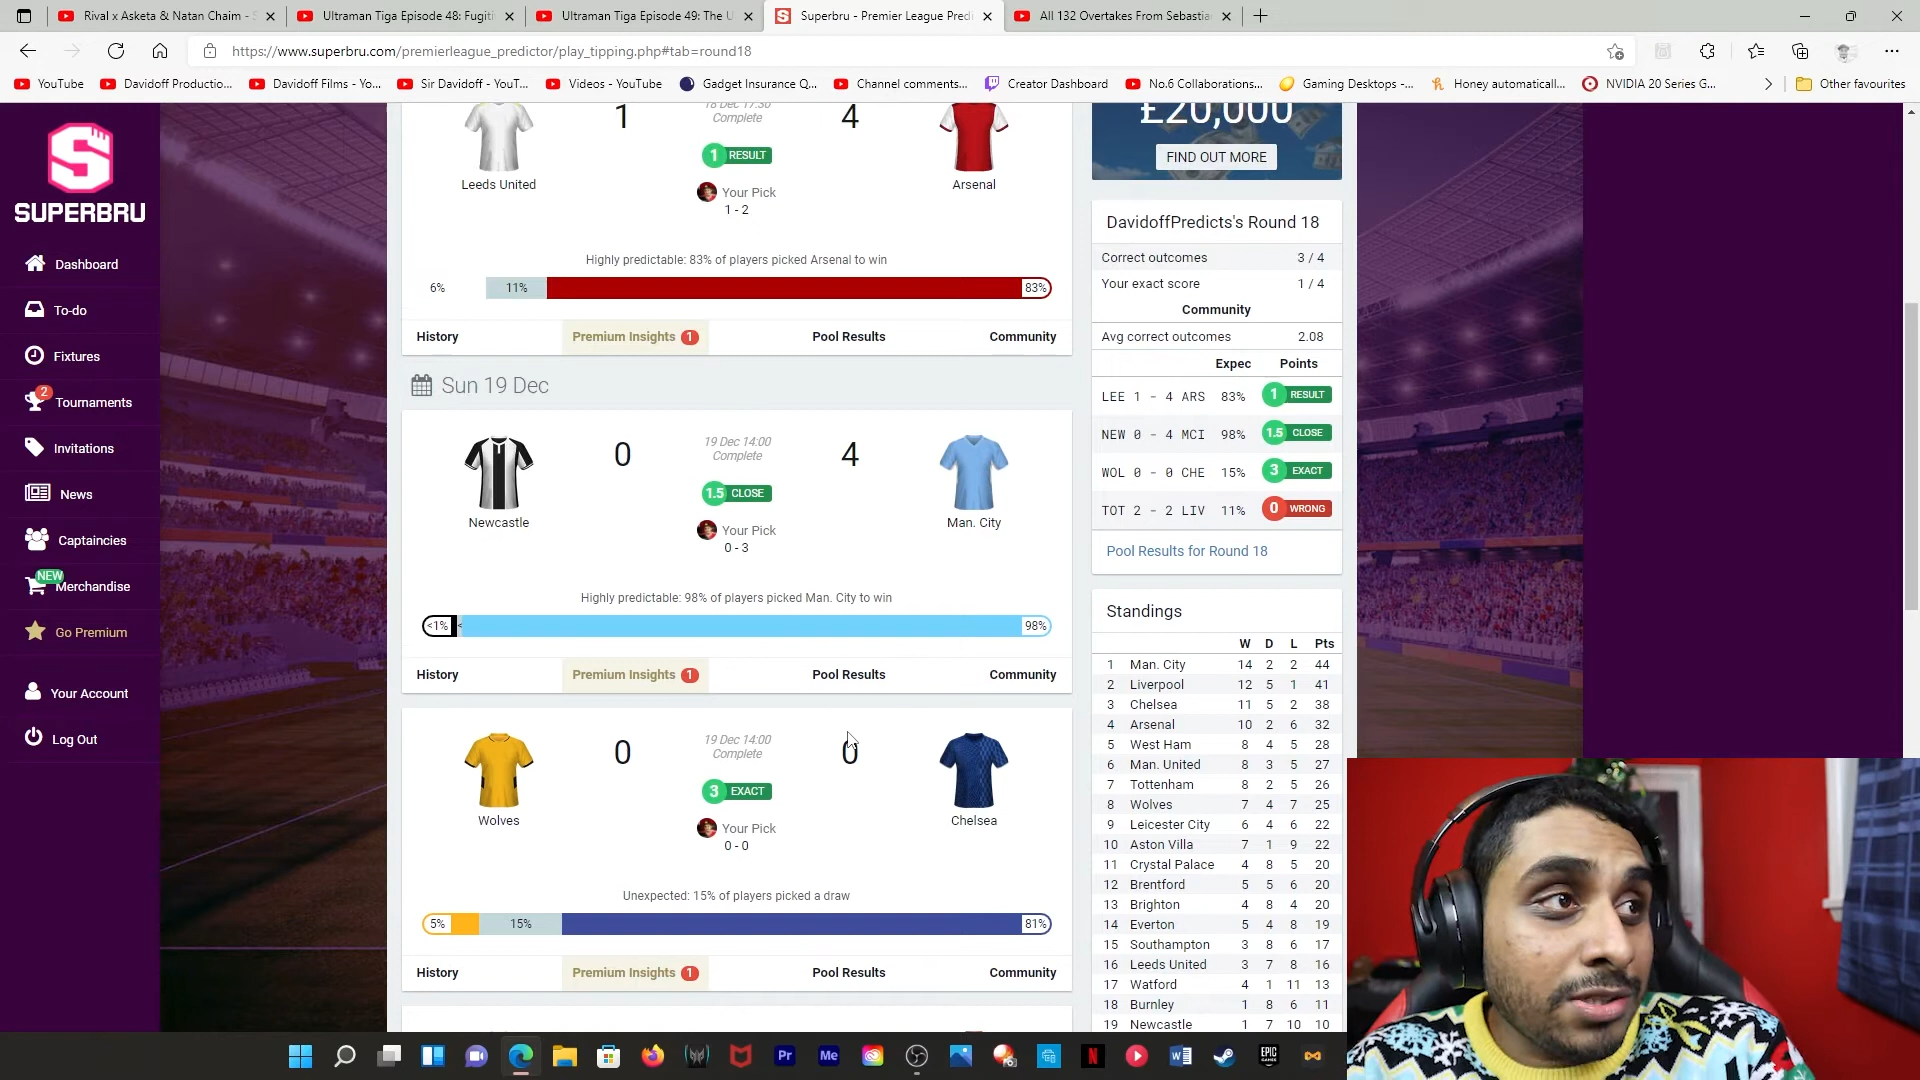 Rival x Asketa & Natan Chaim - S
Ultraman Tiga Episode 48: Fugiti
Ultraman Tiga Episode 49: The U
Superbru - Premier League Pred
All 132 Overtakes From Sebastia
https://www.superbru.com/premierleague_predictor/play_tipping.php#tab=round18
YouTube
Davidoff Productio...
Davidoff Films - Yo...
Sir Davidoff - YouT...
Videos - YouTube
Gadget Insurance Q...
Channel comments...
Creator Dashboard
No.6 Collaborations...
Gaming Desktops -...
Honey automaticall...
NVIDIA 20 Series G...
Other favourites
SUPERBRU
Dashboard
To-do
Fixtures
2
Tournaments
Invitations
News
Captaincies
NEW
Merchandise
Go Premium
Your Account
Log Out
18 Dec 17:30
1 Complete 4
1 RESULT
Leeds United
Arsenal
Your Pick
1 - 2
Highly predictable: 83% of players picked Arsenal to win
6% 11% 83%
History Premium Insights 1 Pool Results Community
Sun 19 Dec
0 19 Dec 14:00 4
Complete
1.5 CLOSE
Newcastle
Man. City
Your Pick
0 - 3
Highly predictable: 98% of players picked Man. City to win
<1% < 98%
History Premium Insights 1 Pool Results Community
0 19 Dec 14:00 0
Complete
3 EXACT
Wolves
Chelsea
Your Pick
0 - 0
Unexpected: 15% of players picked a draw
5% 15% 81%
History Premium Insights 1 Pool Results Community
£20,000
FIND OUT MORE
DavidoffPredicts's Round 18
Correct outcomes 3 / 4
Your exact score 1 / 4
Community
Avg correct outcomes 2.08
Expec Points
LEE 1 - 4 ARS 83% 1 RESULT
NEW 0 - 4 MCI 98% 1.5 CLOSE
WOL 0 - 0 CHE 15% 3 EXACT
TOT 2 - 2 LIV 11% 0 WRONG
Pool Results for Round 18
Standings
W D L Pts
1 Man. City 14 2 2 44
2 Liverpool 12 5 1 41
3 Chelsea 11 5 2 38
4 Arsenal 10 2 6 32
5 West Ham 8 4 5 28
6 Man. United 8 3 5 27
7 Tottenham 8 2 5 26
8 Wolves 7 4 7 25
9 Leicester City 6 4 6 22
10 Aston Villa 7 1 9 22
11 Crystal Palace 4 8 5 20
12 Brentford 5 5 6 20
13 Brighton 4 8 4 20
14 Everton 5 4 8 19
15 Southampton 3 8 6 17
16 Leeds United 3 7 8 16
17 Watford 4 1 11 13
18 Burnley 1 8 6 11
19 Newcastle 1 7 10 10
Pr
Me
N
W
EPIC